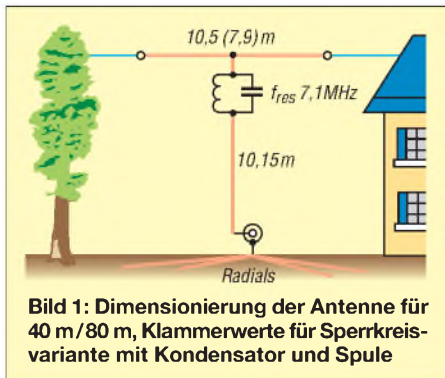 10,5 (7,9) m
fres 7,1MHz
10,15m
Radials
Bild 1: Dimensionierung der Antenne für
40 m/80 m, Klammerwerte für Sperrkreis-
variante mit Kondensator und Spule